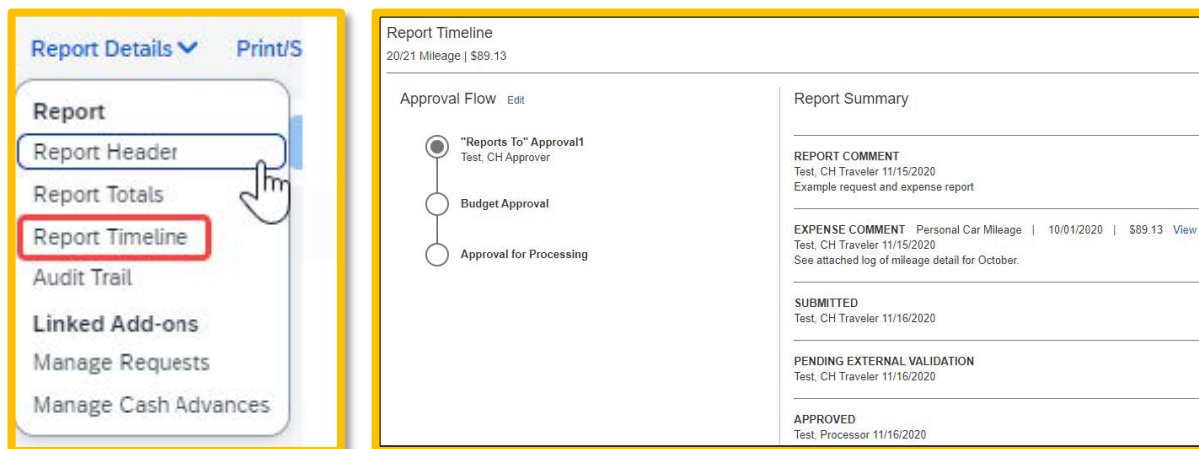 Report Details
Print/S
Report
Report Header
Report Totals
Report Timeline
Audit Trail
Linked Add-ons
Manage Requests
Manage Cash Advances
Report Timeline
20/21 Mileage | $89.13
Approval Flow Edit
"Reports To" Approval1
Test, CH Approver
Budget Approval
Approval for Processing
Report Summary
REPORT COMMENT
Test, CH Traveler 11/15/2020
Example request and expense report
EXPENSE COMMENT Personal Car Mileage | 10/01/2020 | $89.13 View
Test, CH Traveler 11/15/2020
See attached log of mileage detail for October.
SUBMITTED
Test, CH Traveler 11/16/2020
PENDING EXTERNAL VALIDATION
Test, CH Traveler 11/16/2020
APPROVED
Test, Processor 11/16/2020